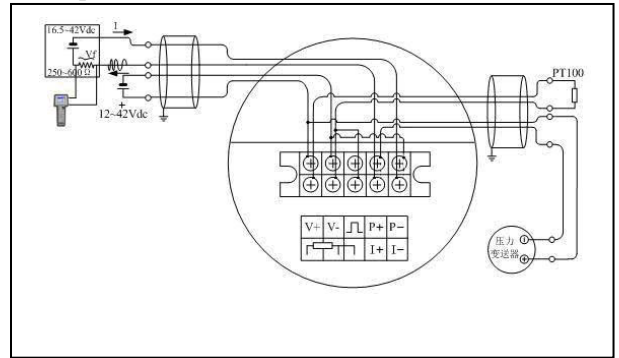 16.5~42Vdc
I
Vf
250~600Ω
12~42Vdc
+
PT100
V+ V- P+ P-
I+ I-
压力
变送器